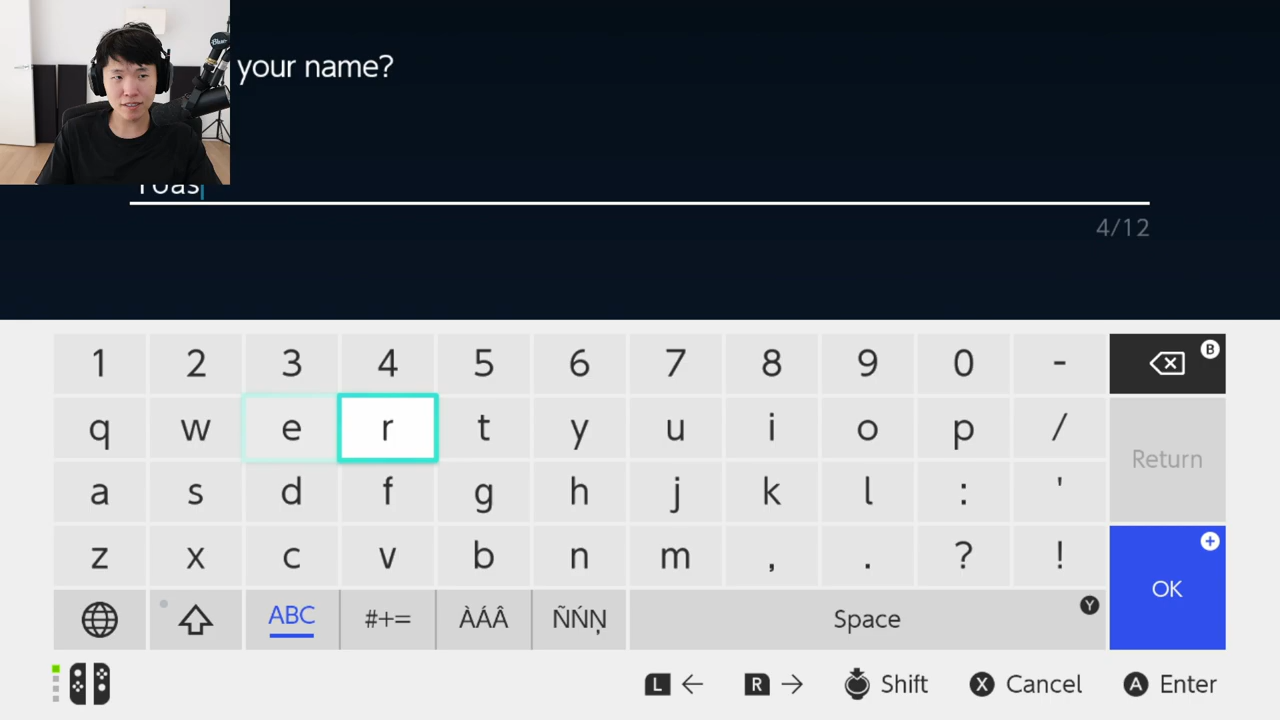 your name?
roas
4/12
1 2 3 4 5 6 7 8 9 0 - B
q w e r t y u i o p / Return
a s d f g h j k l : '
z x c v b n m , . ? ! + OK
ABC #+= ÀÁÂ ÑŃŅ Space Y
L ← R → Shift X Cancel A Enter